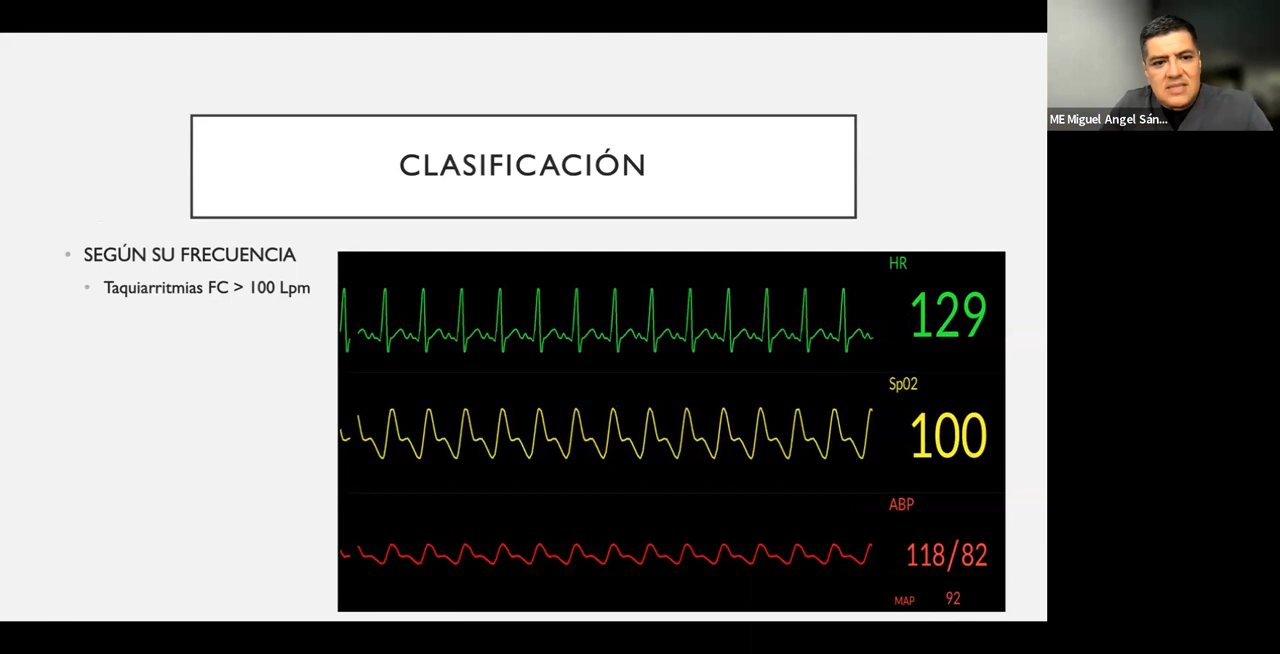 ME Miguel Angel Sán...
CLASIFICACIÓN
SEGÚN SU FRECUENCIA
Taquiarritmias FC > 100 Lpm
HR
129
SpO2
100
ABP
118/82
MAP 92